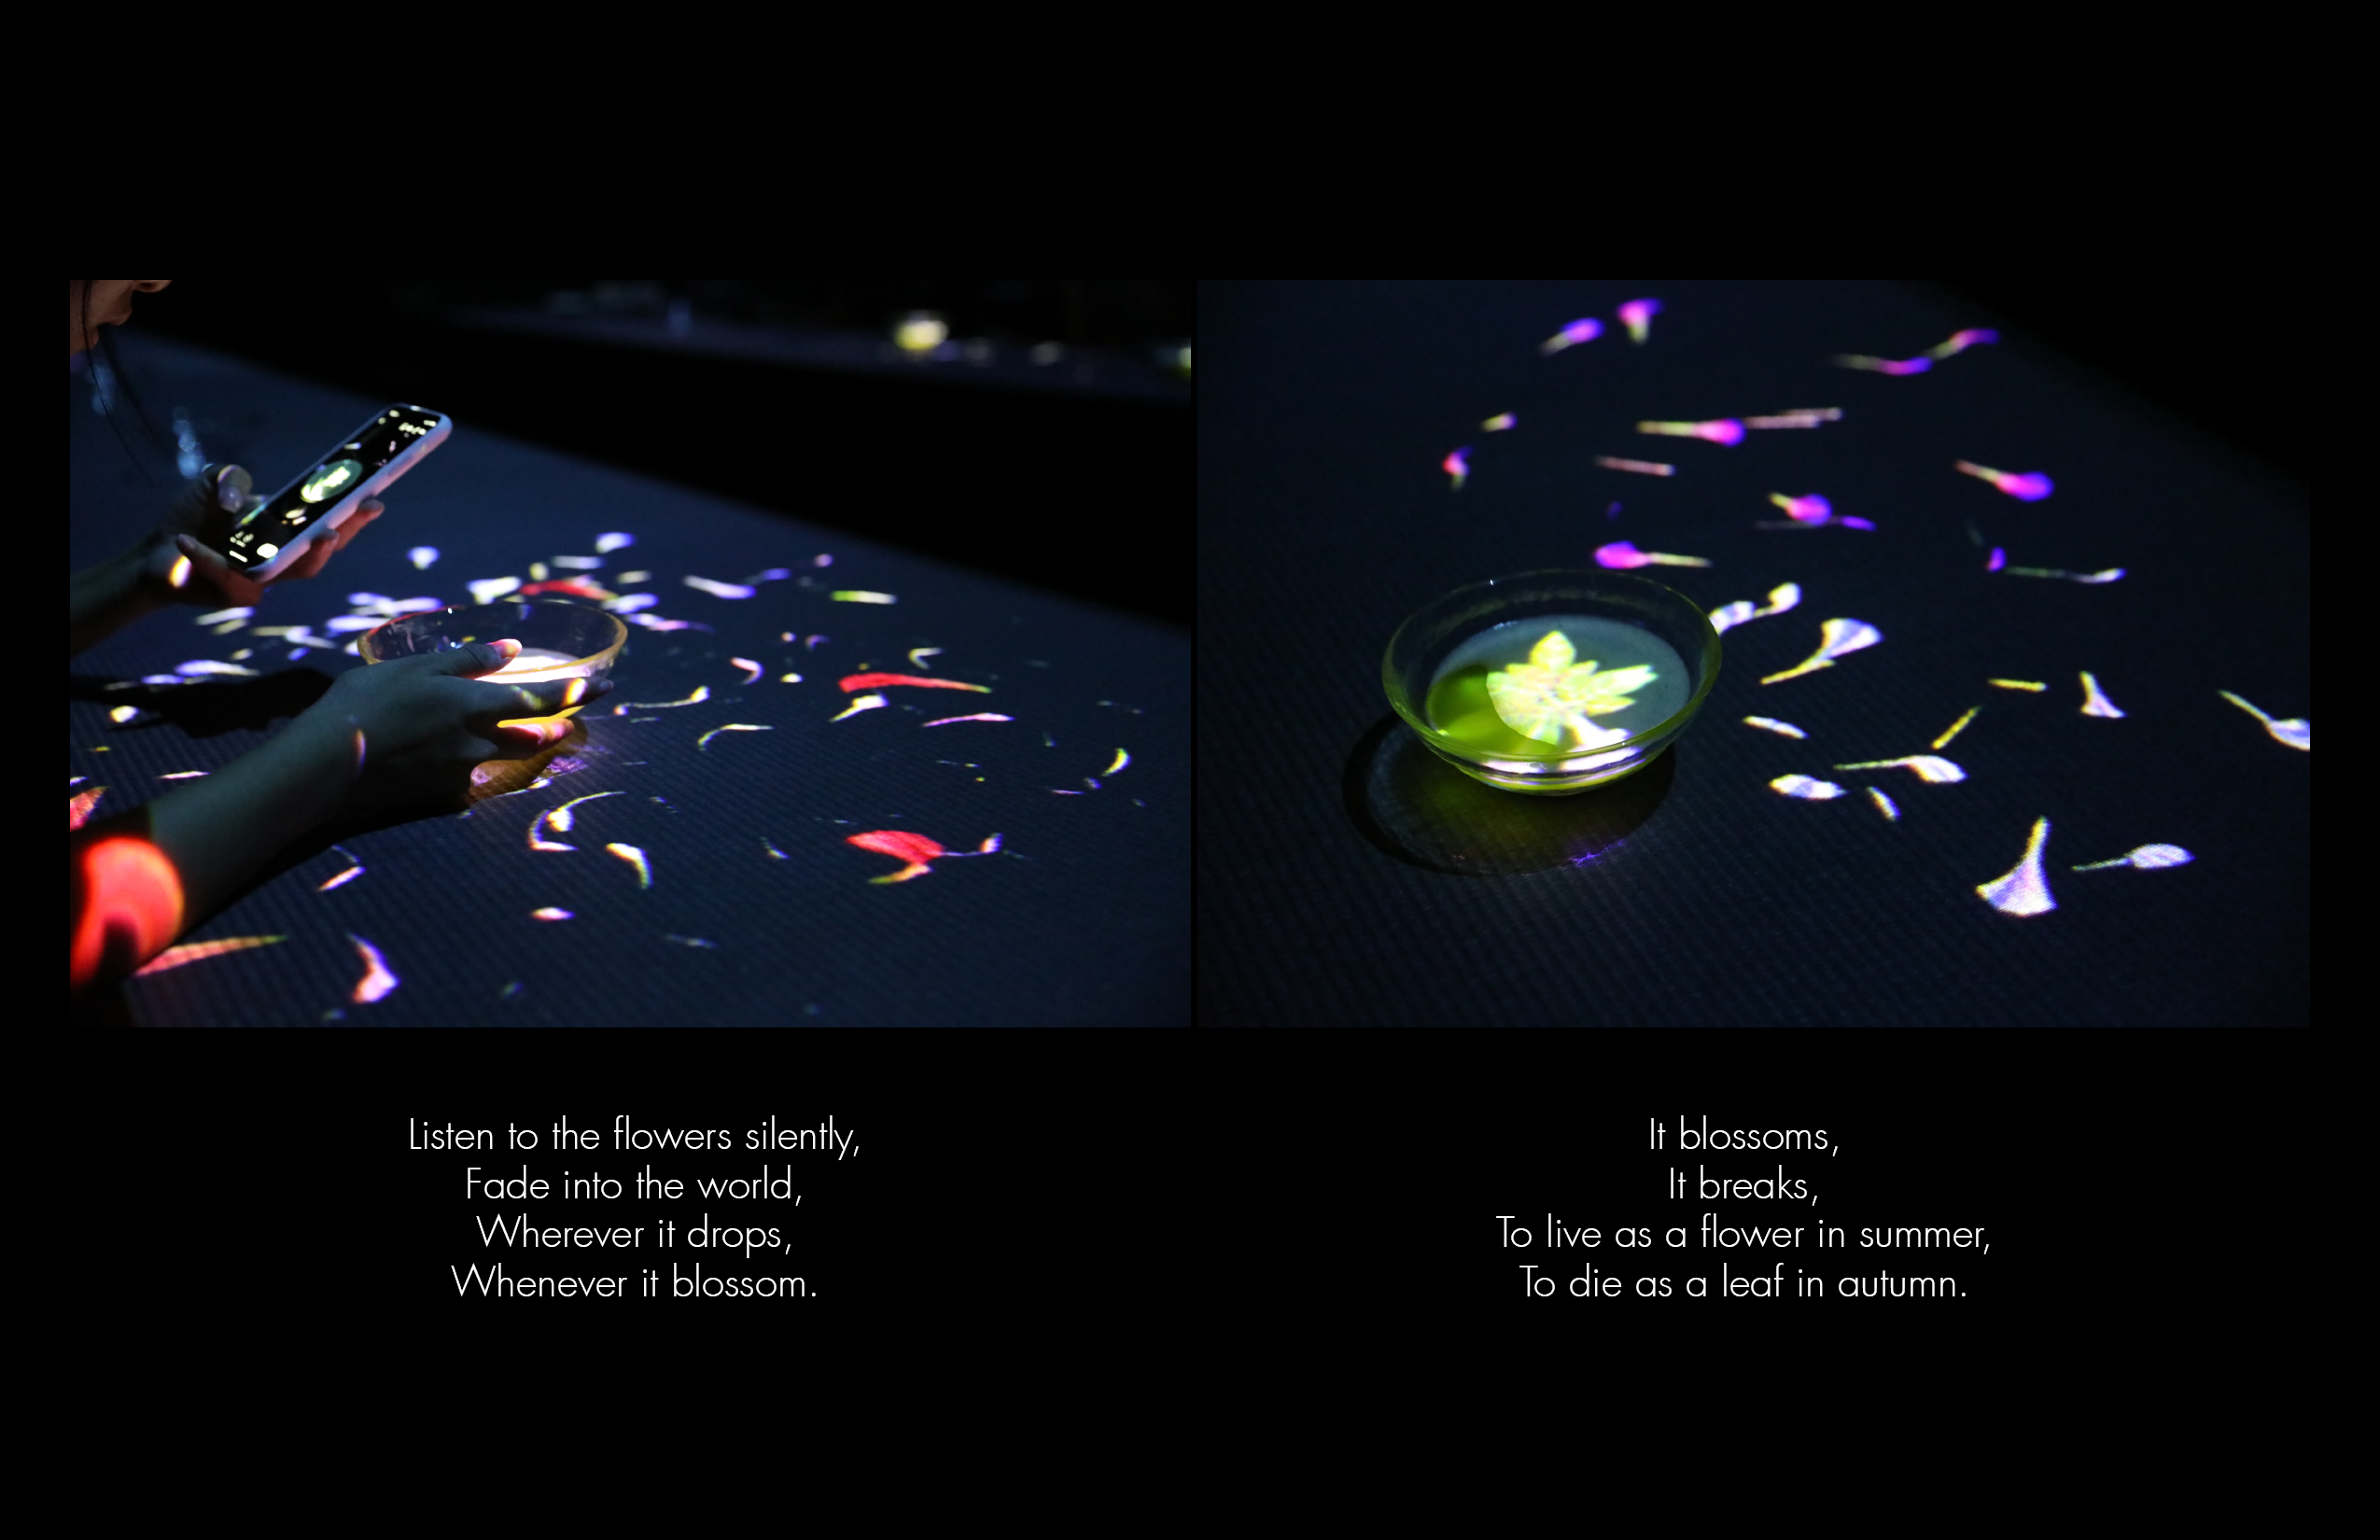 Listen to the flowers silently,
Fade into the world,
Wherever it drops,
Whenever it blossom.
It blossoms,
It breaks,
To live as a flower in summer,
To die as a leaf in autumn.